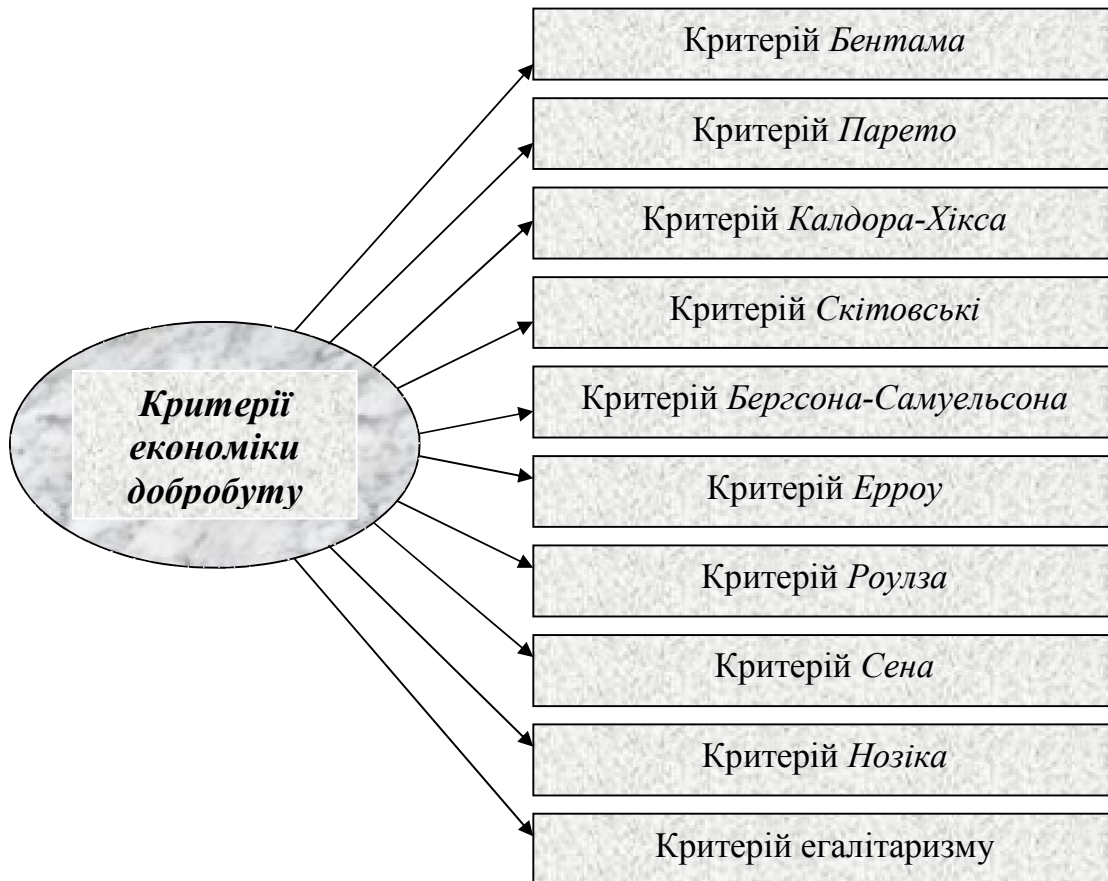 Критерій Бентама
Критерій Парето
Критерій Калдора-Хікса
Критерій Скітовські
Критерії
економіки
добробуту
Критерій Бергсона-Самуельсона
Критерій Ерроу
Критерій Роулза
Критерій Сена
Критерій Нозіка
Критерій егалітаризму